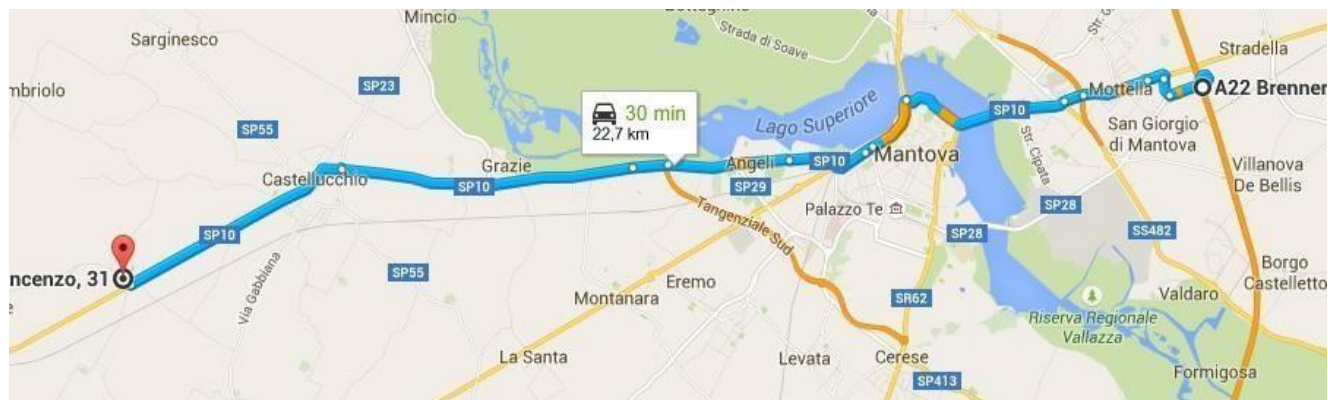 Mincio
Strada di Soave
Str. G
Sarginesco
Stradella
mbriolo
SP23
30 min
22,7 km
Mottella
A22 Brenner
SP55
Lago Superiore
SP10
San Giorgio
di Mantova
Str. Cipata
Grazie
Angeli
SP10
Mantova
Castellucchio
SP10
SP29
Villanova
De Bellis
Palazzo Te
SP28
Tangenziale Sud
SP10
SP28
SS482
ncenzo, 31
SP55
Via Gabbiana
Eremo
Borgo
Castelletto
e
Montanara
SR62
Valdaro
Riserva Regionale
Vallazza
La Santa
Levata
Cerese
Formigosa
SP413